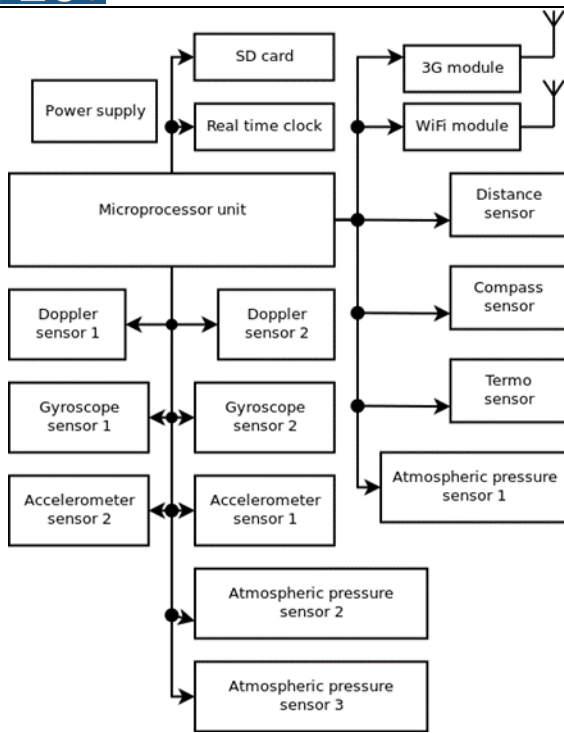 SD card
3G module
Power supply
Real time clock
WiFi module
Microprocessor unit
Distance
sensor
Doppler
sensor 1
Doppler
sensor 2
Compass
sensor
Gyroscope
sensor 1
Gyroscope
sensor 2
Termo
sensor
Accelerometer
sensor 2
Accelerometer
sensor 1
Atmospheric pressure
sensor 1
Atmospheric pressure
sensor 2
Atmospheric pressure
sensor 3